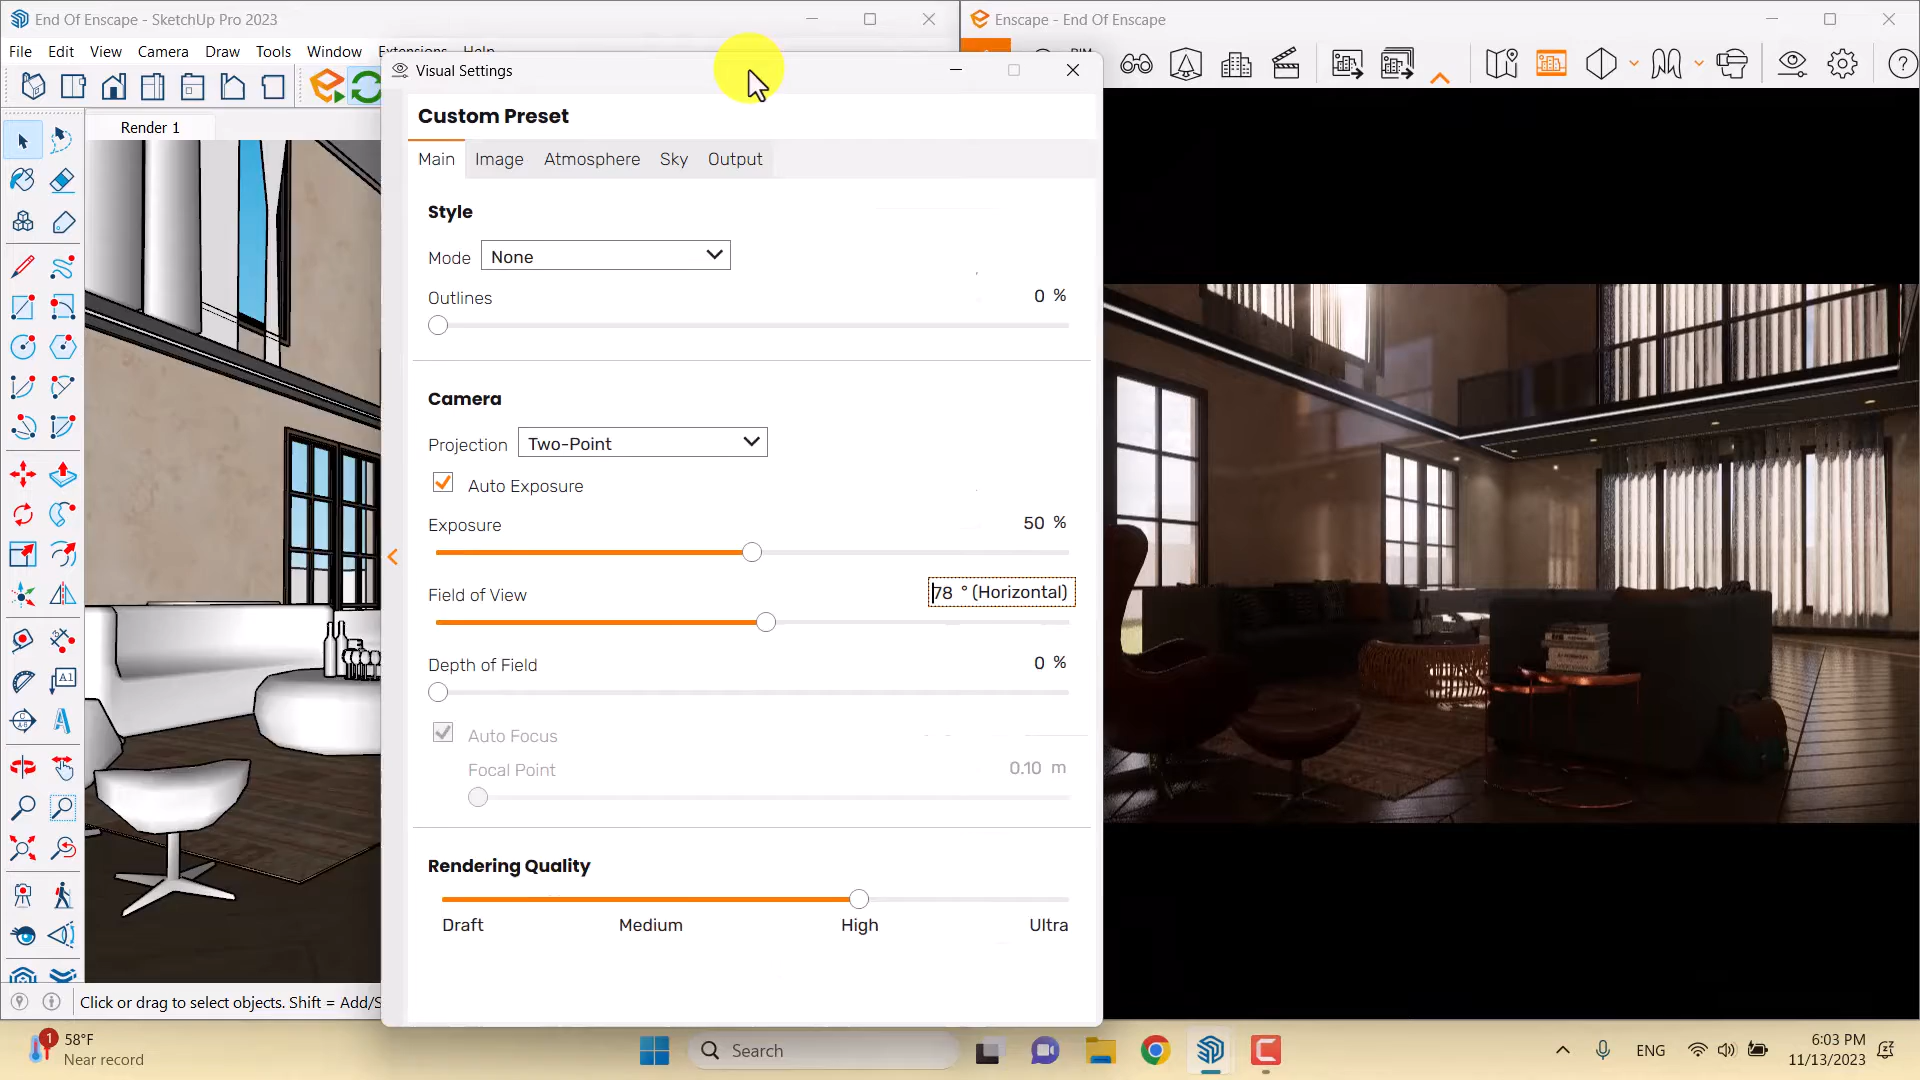 End Of Enscape - SketchUp Pro 2023
File Edit View Camera Draw Tools Window Extensions Help
Render 1
Click or drag to select objects. Shift = Add/S
Visual Settings
Custom Preset
Main Image Atmosphere Sky Output
Style
Mode None
Outlines 0 %
Camera
Projection Two-Point
Auto Exposure
Exposure 50 %
Field of View 78 ° (Horizontal)
Depth of Field 0 %
Auto Focus
Focal Point 0.10 m
Rendering Quality
Draft Medium High Ultra
Enscape - End Of Enscape
1
58°F
Near record
Search
ENG
6:03 PM
11/13/2023